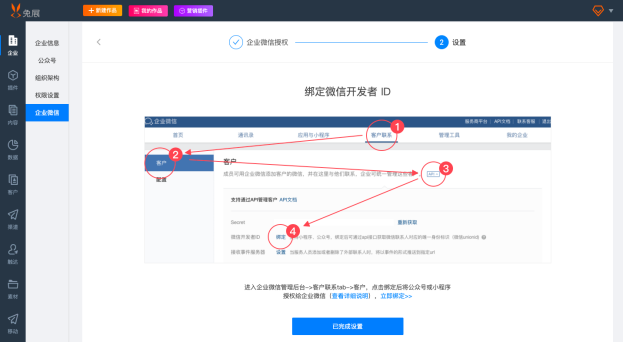 兔展
+ 新建作品
我的作品
营销插件
企业
插件
内容
数据
客户
渠道
触达
素材
移动
企业信息
公众号
组织架构
权限设置
企业微信
企业微信授权
2 设置
绑定微信开发者 ID
企业微信
服务商平台 | API文档 | 联系客服 | 退出
首页
通讯录
应用与小程序
客户联系
管理工具
我的企业
1
2
3
4
客户
配置
客户
成员可用企业微信添加客户的微信，并在这里与他们联系。
API
支持通过API管理客户 API文档
Secret
重新获取
微信开发者ID
绑定
接收事件服务器
设置
进入企业微信管理后台->客户联系tab->客户，点击绑定后将公众号或小程序
授权给企业微信（查看详细说明），立即绑定>>
已完成设置